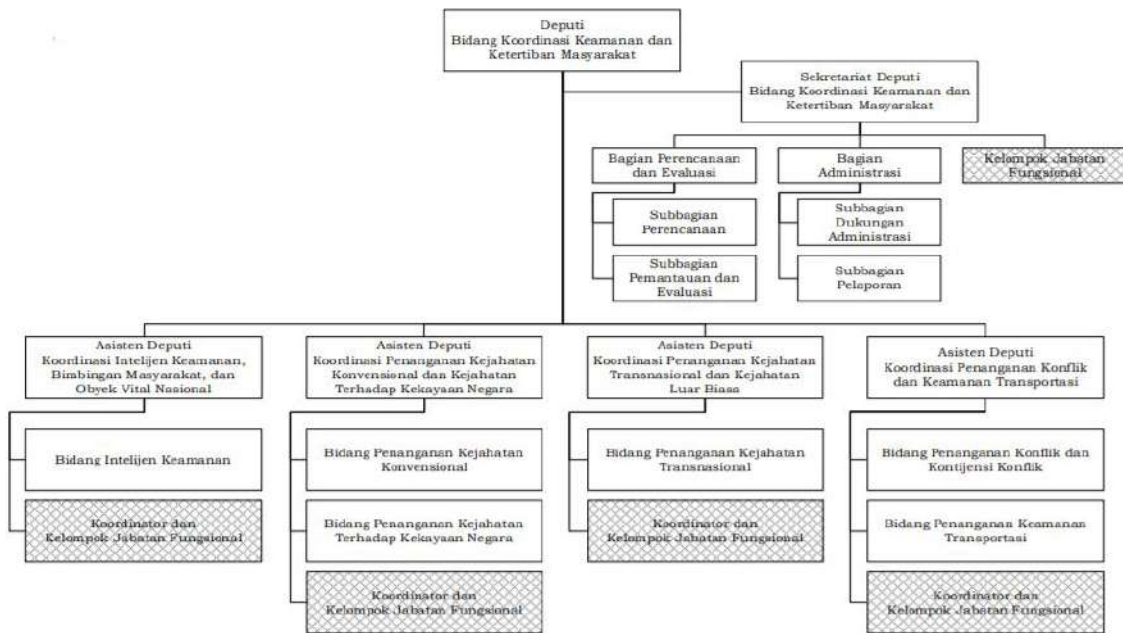 Deputi
Bidang Koordinasi Keamanan dan
Ketertiban Masyarakat
Sekretariat Deputi
Bidang Koordinasi Keamanan dan
Ketertiban Masyarakat
Bagian Perencanaan
dan Evaluasi
Bagian
Administrasi
Kelompok Jabatan
Fungsional
Subbagian
Perencanaan
Subbagian
Dukungan
Administrasi
Subbagian
Pemantauan dan
Evaluasi
Subbagian
Pelaporan
Asisten Deputi
Koordinasi Intelijen Keamanan,
Bimbingan Masyarakat, dan
Obyek Vital Nasional
Asisten Deputi
Koordinasi Penanganan Kejahatan
Konvensional dan Kejahatan
Terhadap Kekayaan Negara
Asisten Deputi
Koordinasi Penanganan Kejahatan
Transnasional dan Kejahatan
Luar Biasa
Asisten Deputi
Koordinasi Penanganan Konflik
dan Keamanan Transportasi
Bidang Intelijen Keamanan
Bidang Penanganan Kejahatan
Konvensional
Bidang Penanganan Kejahatan
Transnasional
Bidang Penanganan Konflik dan
Kontijensi Konflik
Koordinator dan
Kelompok Jabatan Fungsional
Bidang Penanganan Kejahatan
Terhadap Kekayaan Negara
Koordinator dan
Kelompok Jabatan Fungsional
Bidang Penanganan Keamanan
Transportasi
Koordinator dan
Kelompok Jabatan Fungsional
Koordinator dan
Kelompok Jabatan Fungsional